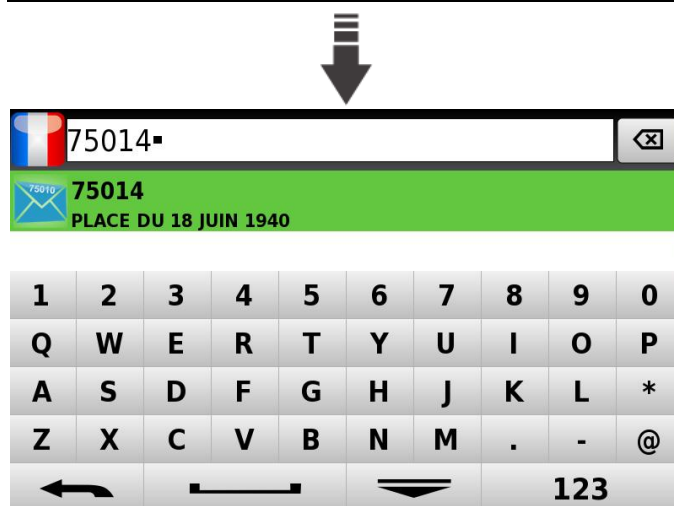 75014
75010
75014
PLACE DU 18 JUIN 1940
1 2 3 4 5 6 7 8 9 0
Q W E R T Y U I O P
A S D F G H J K L *
Z X C V B N M . - @
123